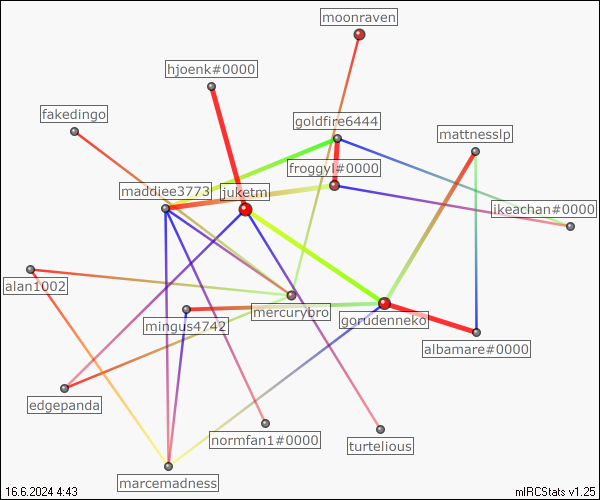 moonraven
hjoenk#0000
fakedingo
goldfire6444
mattnesslp
froggyl#0000
maddiee3773
juketm
ikeachan#0000
alan1002
mercurybro
gorudenneko
mingus4742
albamare#0000
edgepanda
normfan1#0000
turtelious
marcemadness
16.6.2024 4:43
mIRCStats v1.25